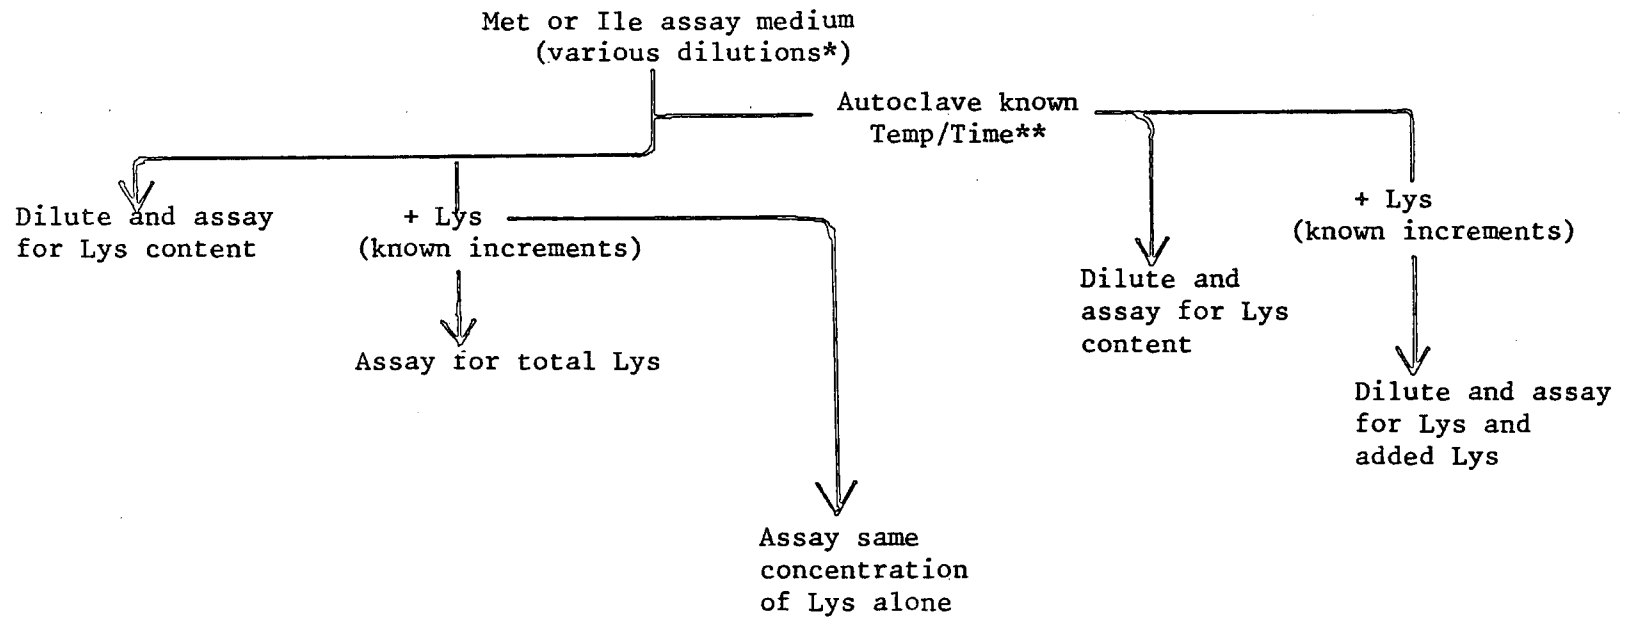 Met or Ile assay medium
(various dilutions*)
Autoclave known
Temp/Time**
Dilute and assay
for Lys content
+ Lys
(known increments)
Assay for total Lys
Assay same
concentration
of Lys alone
Dilute and
assay for Lys
content
+ Lys
(known increments)
Dilute and assay
for Lys and
added Lys